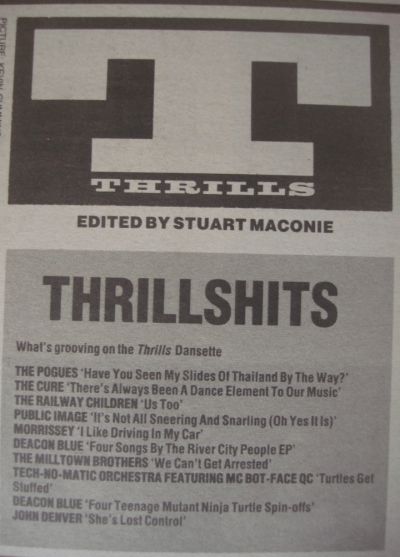 PICTURE: KEVIN
T
THRILLS
EDITED BY STUART MACONIE
THRILLSHITS
What's grooving on the Thrills Dansette
THE POGUES 'Have You Seen My Slides Of Thailand By The Way?'
THE CURE 'There's Always Been A Dance Element To Our Music'
THE RAILWAY CHILDREN 'Us Too'
PUBLIC IMAGE 'It's Not All Sneering And Snarling (Oh Yes It Is)'
MORRISSEY 'I Like Driving In My Car'
DEACON BLUE 'Four Songs By The River City People EP'
THE MILLTOWN BROTHERS 'We Can't Get Arrested'
TECH-NO-MATIC ORCHESTRA FEATURING MC BOT-FACE QC 'Turtles Get
Stuffed'
DEACON BLUE 'Four Teenage Mutant Ninja Turtle Spin-offs'
JOHN DENVER 'She's Lost Control'